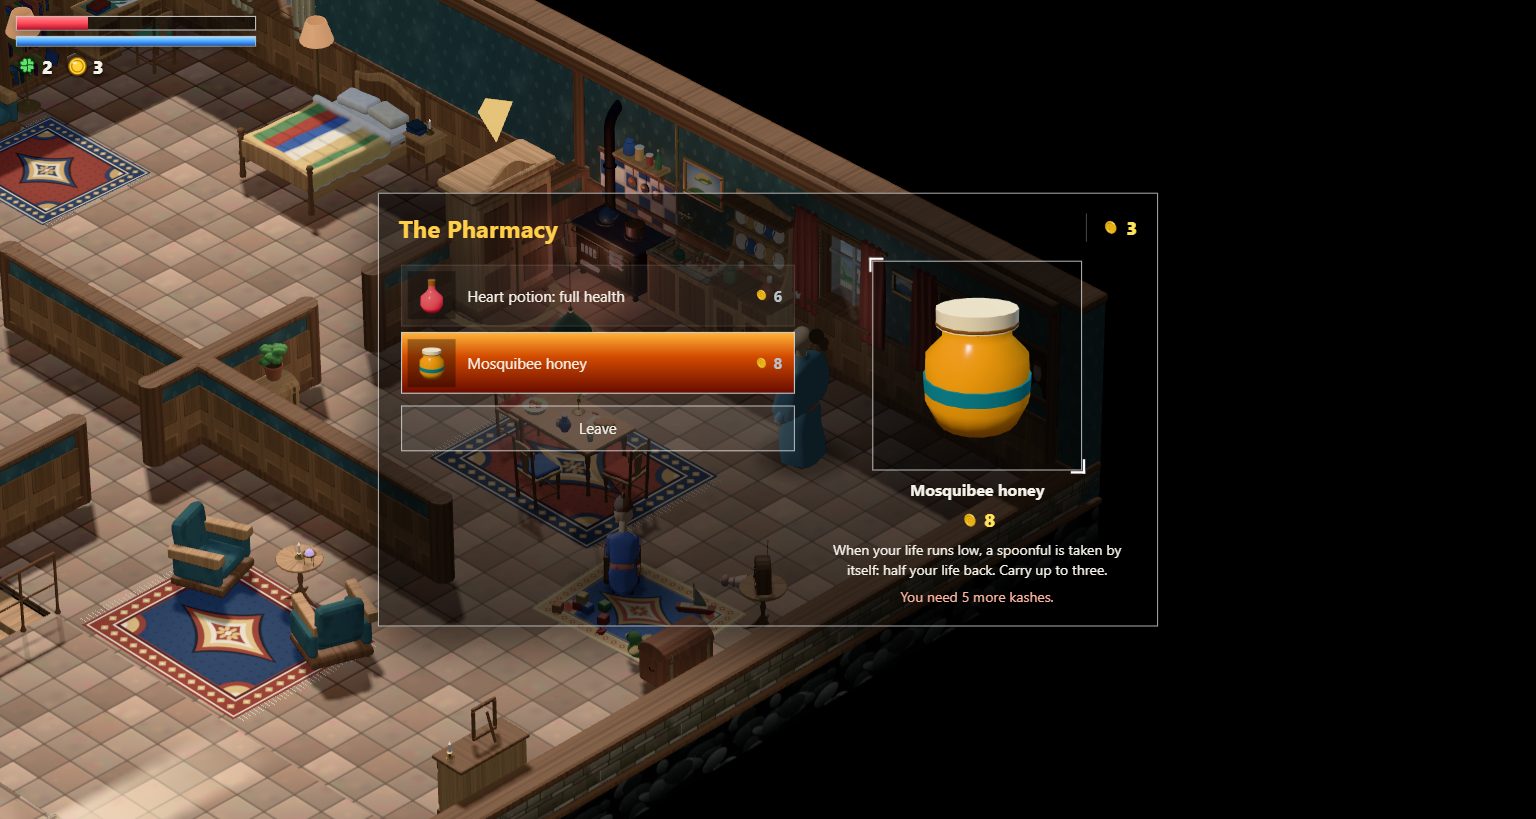 2 3
The Pharmacy
3
Heart potion: full health 6
Mosquibee honey 8
Leave
Mosquibee honey
8
When your life runs low, a spoonful is taken by
itself: half your life back. Carry up to three.
You need 5 more kashes.